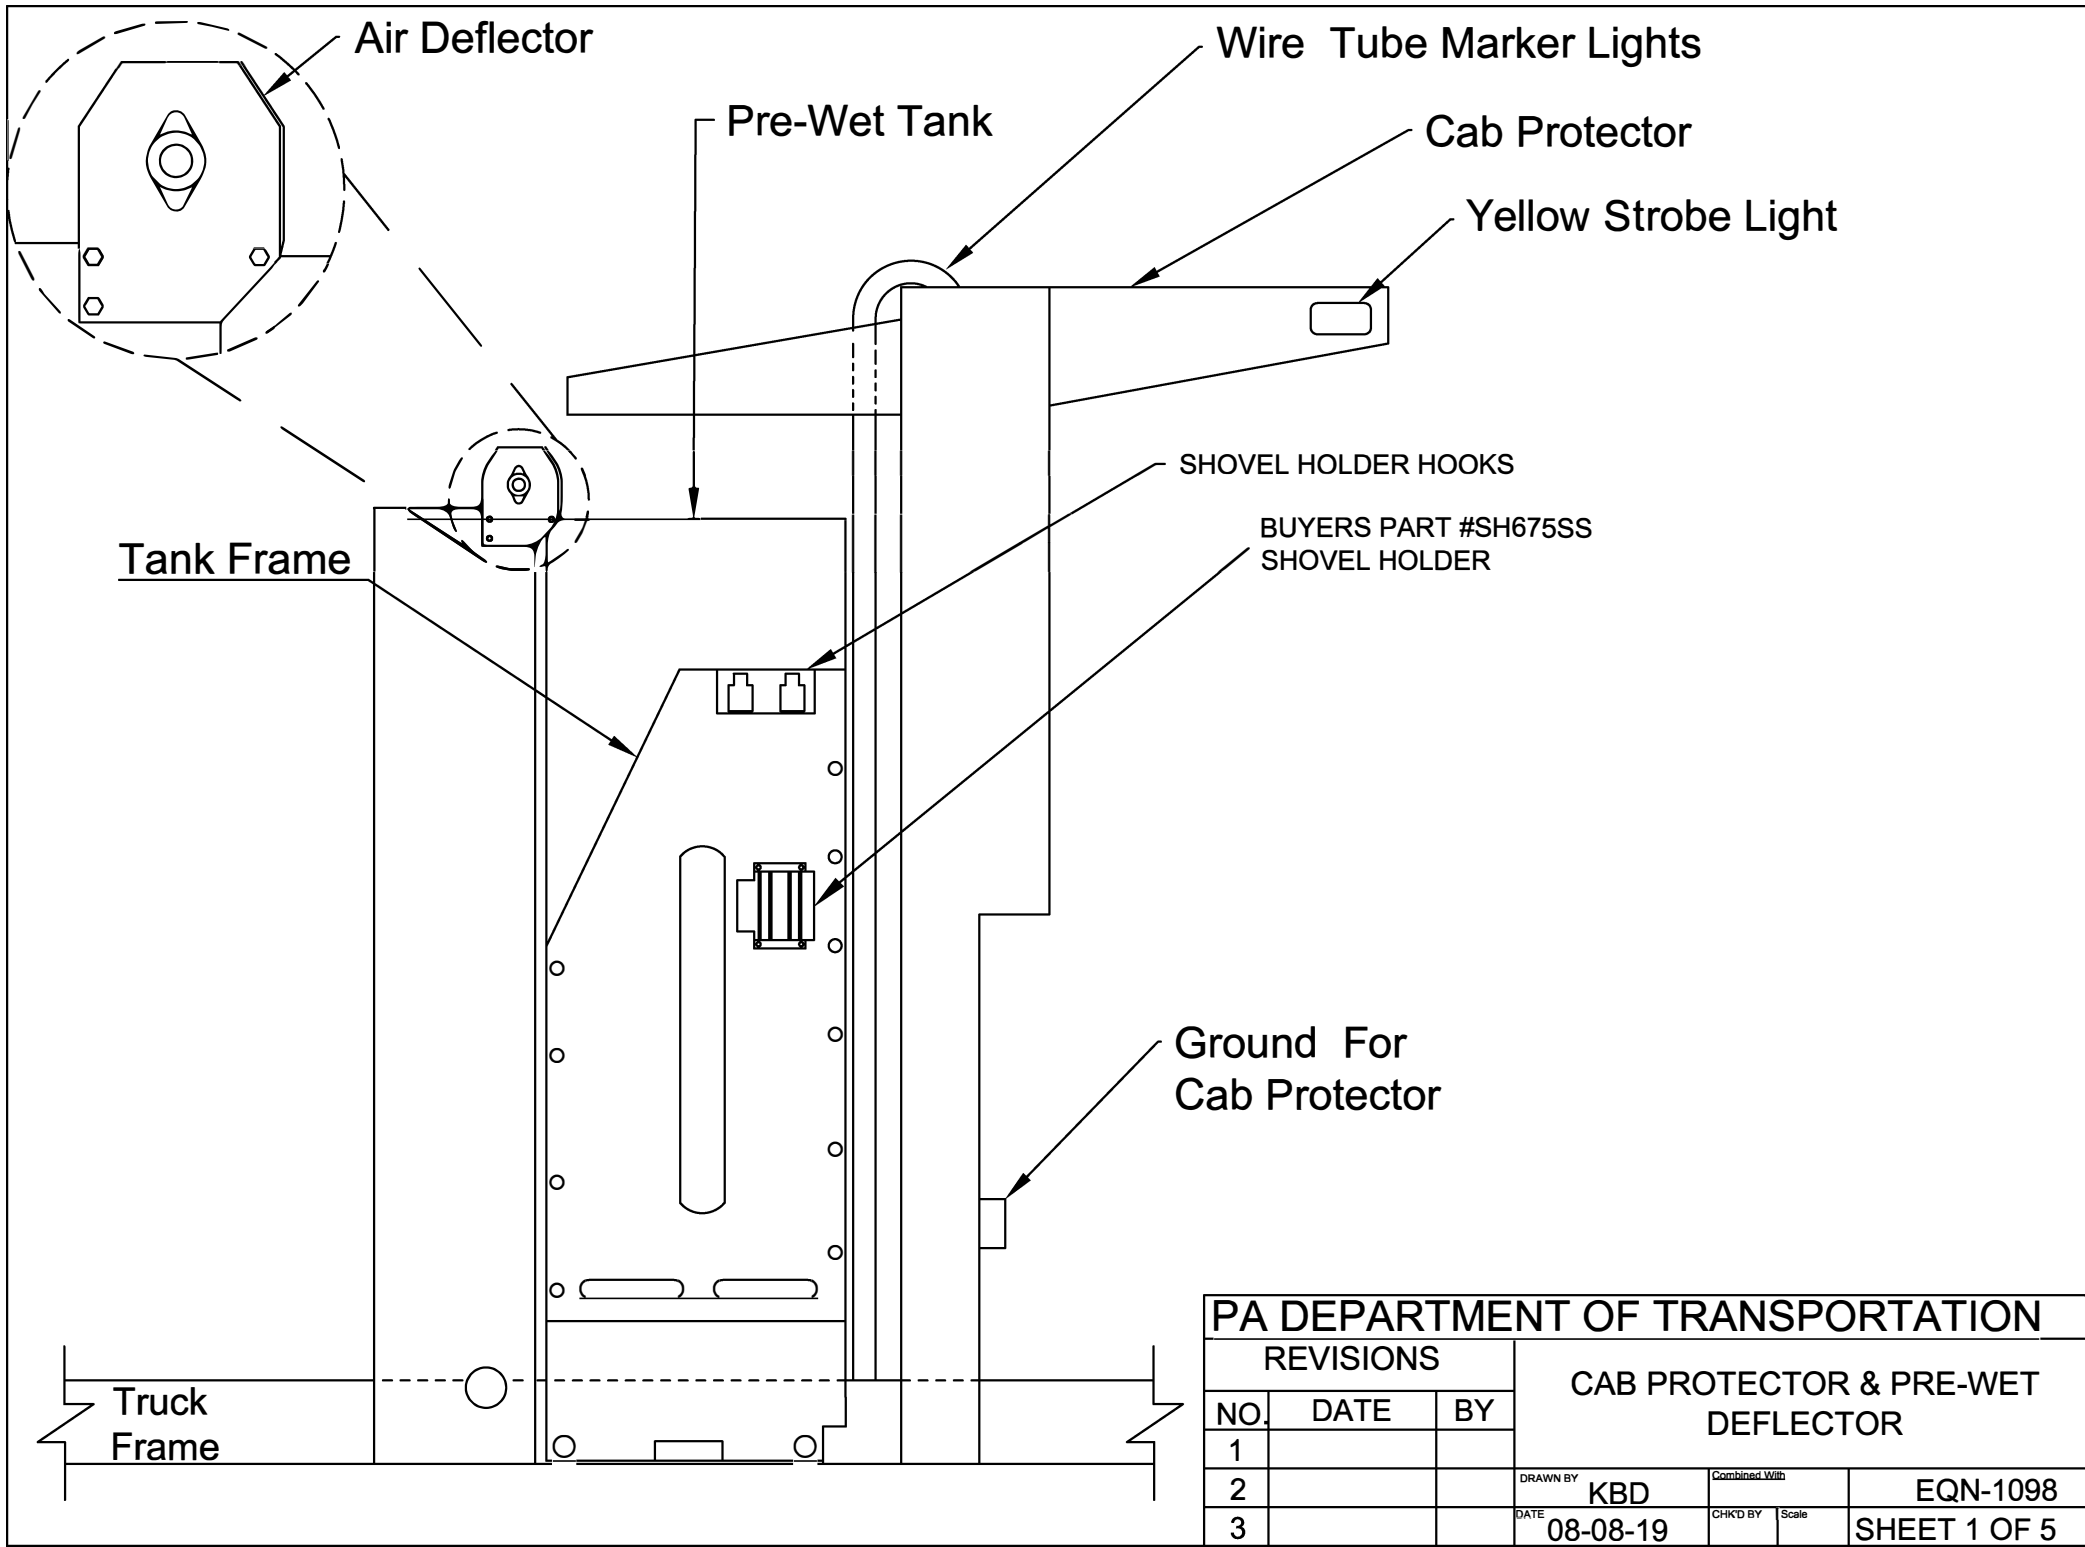 Air Deflector
Wire Tube Marker Lights
Pre-Wet Tank
Cab Protector
Yellow Strobe Light
SHOVEL HOLDER HOOKS
BUYERS PART #SH675SS
SHOVEL HOLDER
Tank Frame
Ground For
Cab Protector
Truck
Frame
PA DEPARTMENT OF TRANSPORTATION
REVISIONS
NO. DATE BY
1
2
3
CAB PROTECTOR & PRE-WET
DEFLECTOR
DRAWN BY KBD
Combined With
EQN-1098
DATE 08-08-19
CHK'D BY
Scale
SHEET 1 OF 5